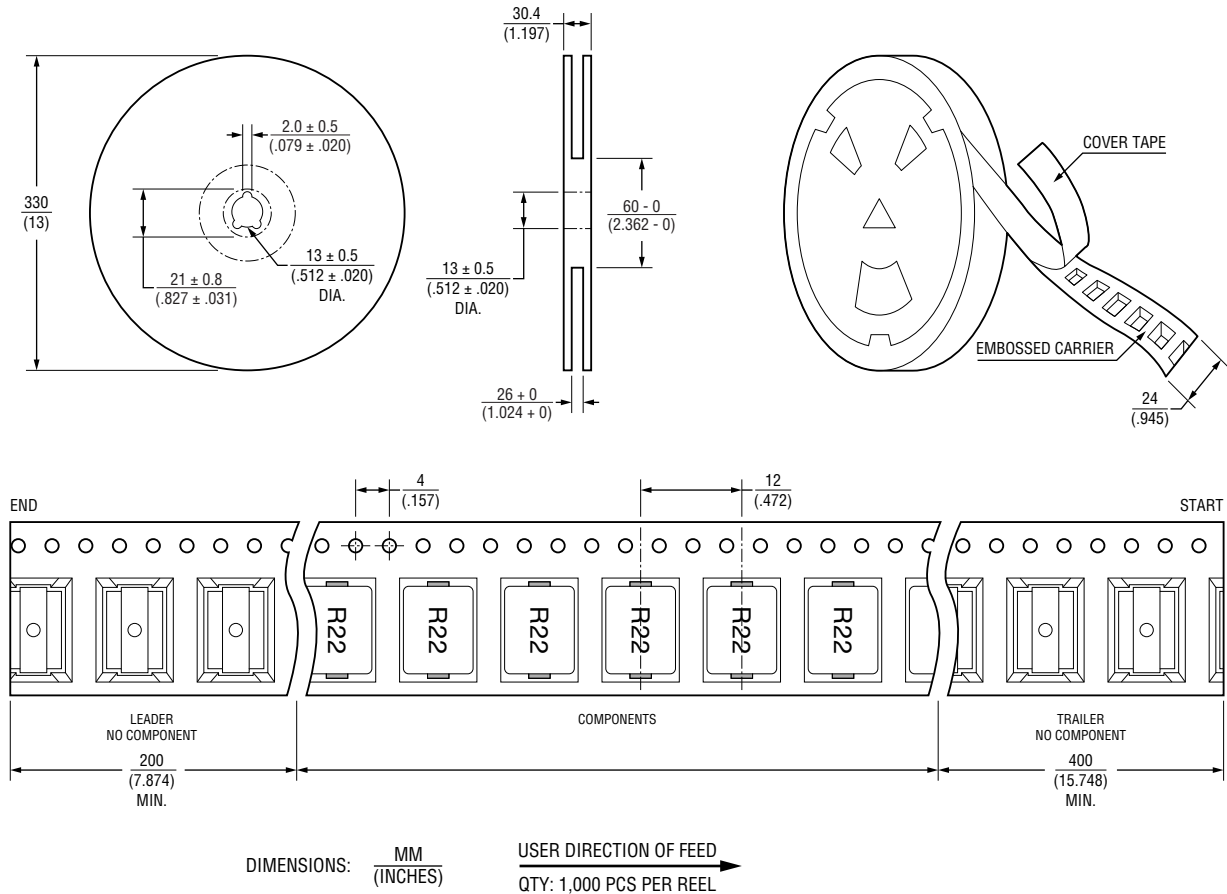 30.4
(1.197)
330
(13)
2.0 ± 0.5
(.079 ± .020)
21 ± 0.8
(.827 ± .031)
13 ± 0.5
(.512 ± .020)
DIA.
13 ± 0.5
(.512 ± .020)
DIA.
60 - 0
(2.362 - 0)
26 + 0
(1.024 + 0)
COVER TAPE
EMBOSSED CARRIER
24
(.945)
END
4
(.157)
12
(.472)
START
R22
R22
R22
R22
R22
R22
LEADER
NO COMPONENT
COMPONENTS
TRAILER
NO COMPONENT
200
(7.874)
MIN.
400
(15.748)
MIN.
DIMENSIONS:
MM
(INCHES)
USER DIRECTION OF FEED
QTY: 1,000 PCS PER REEL